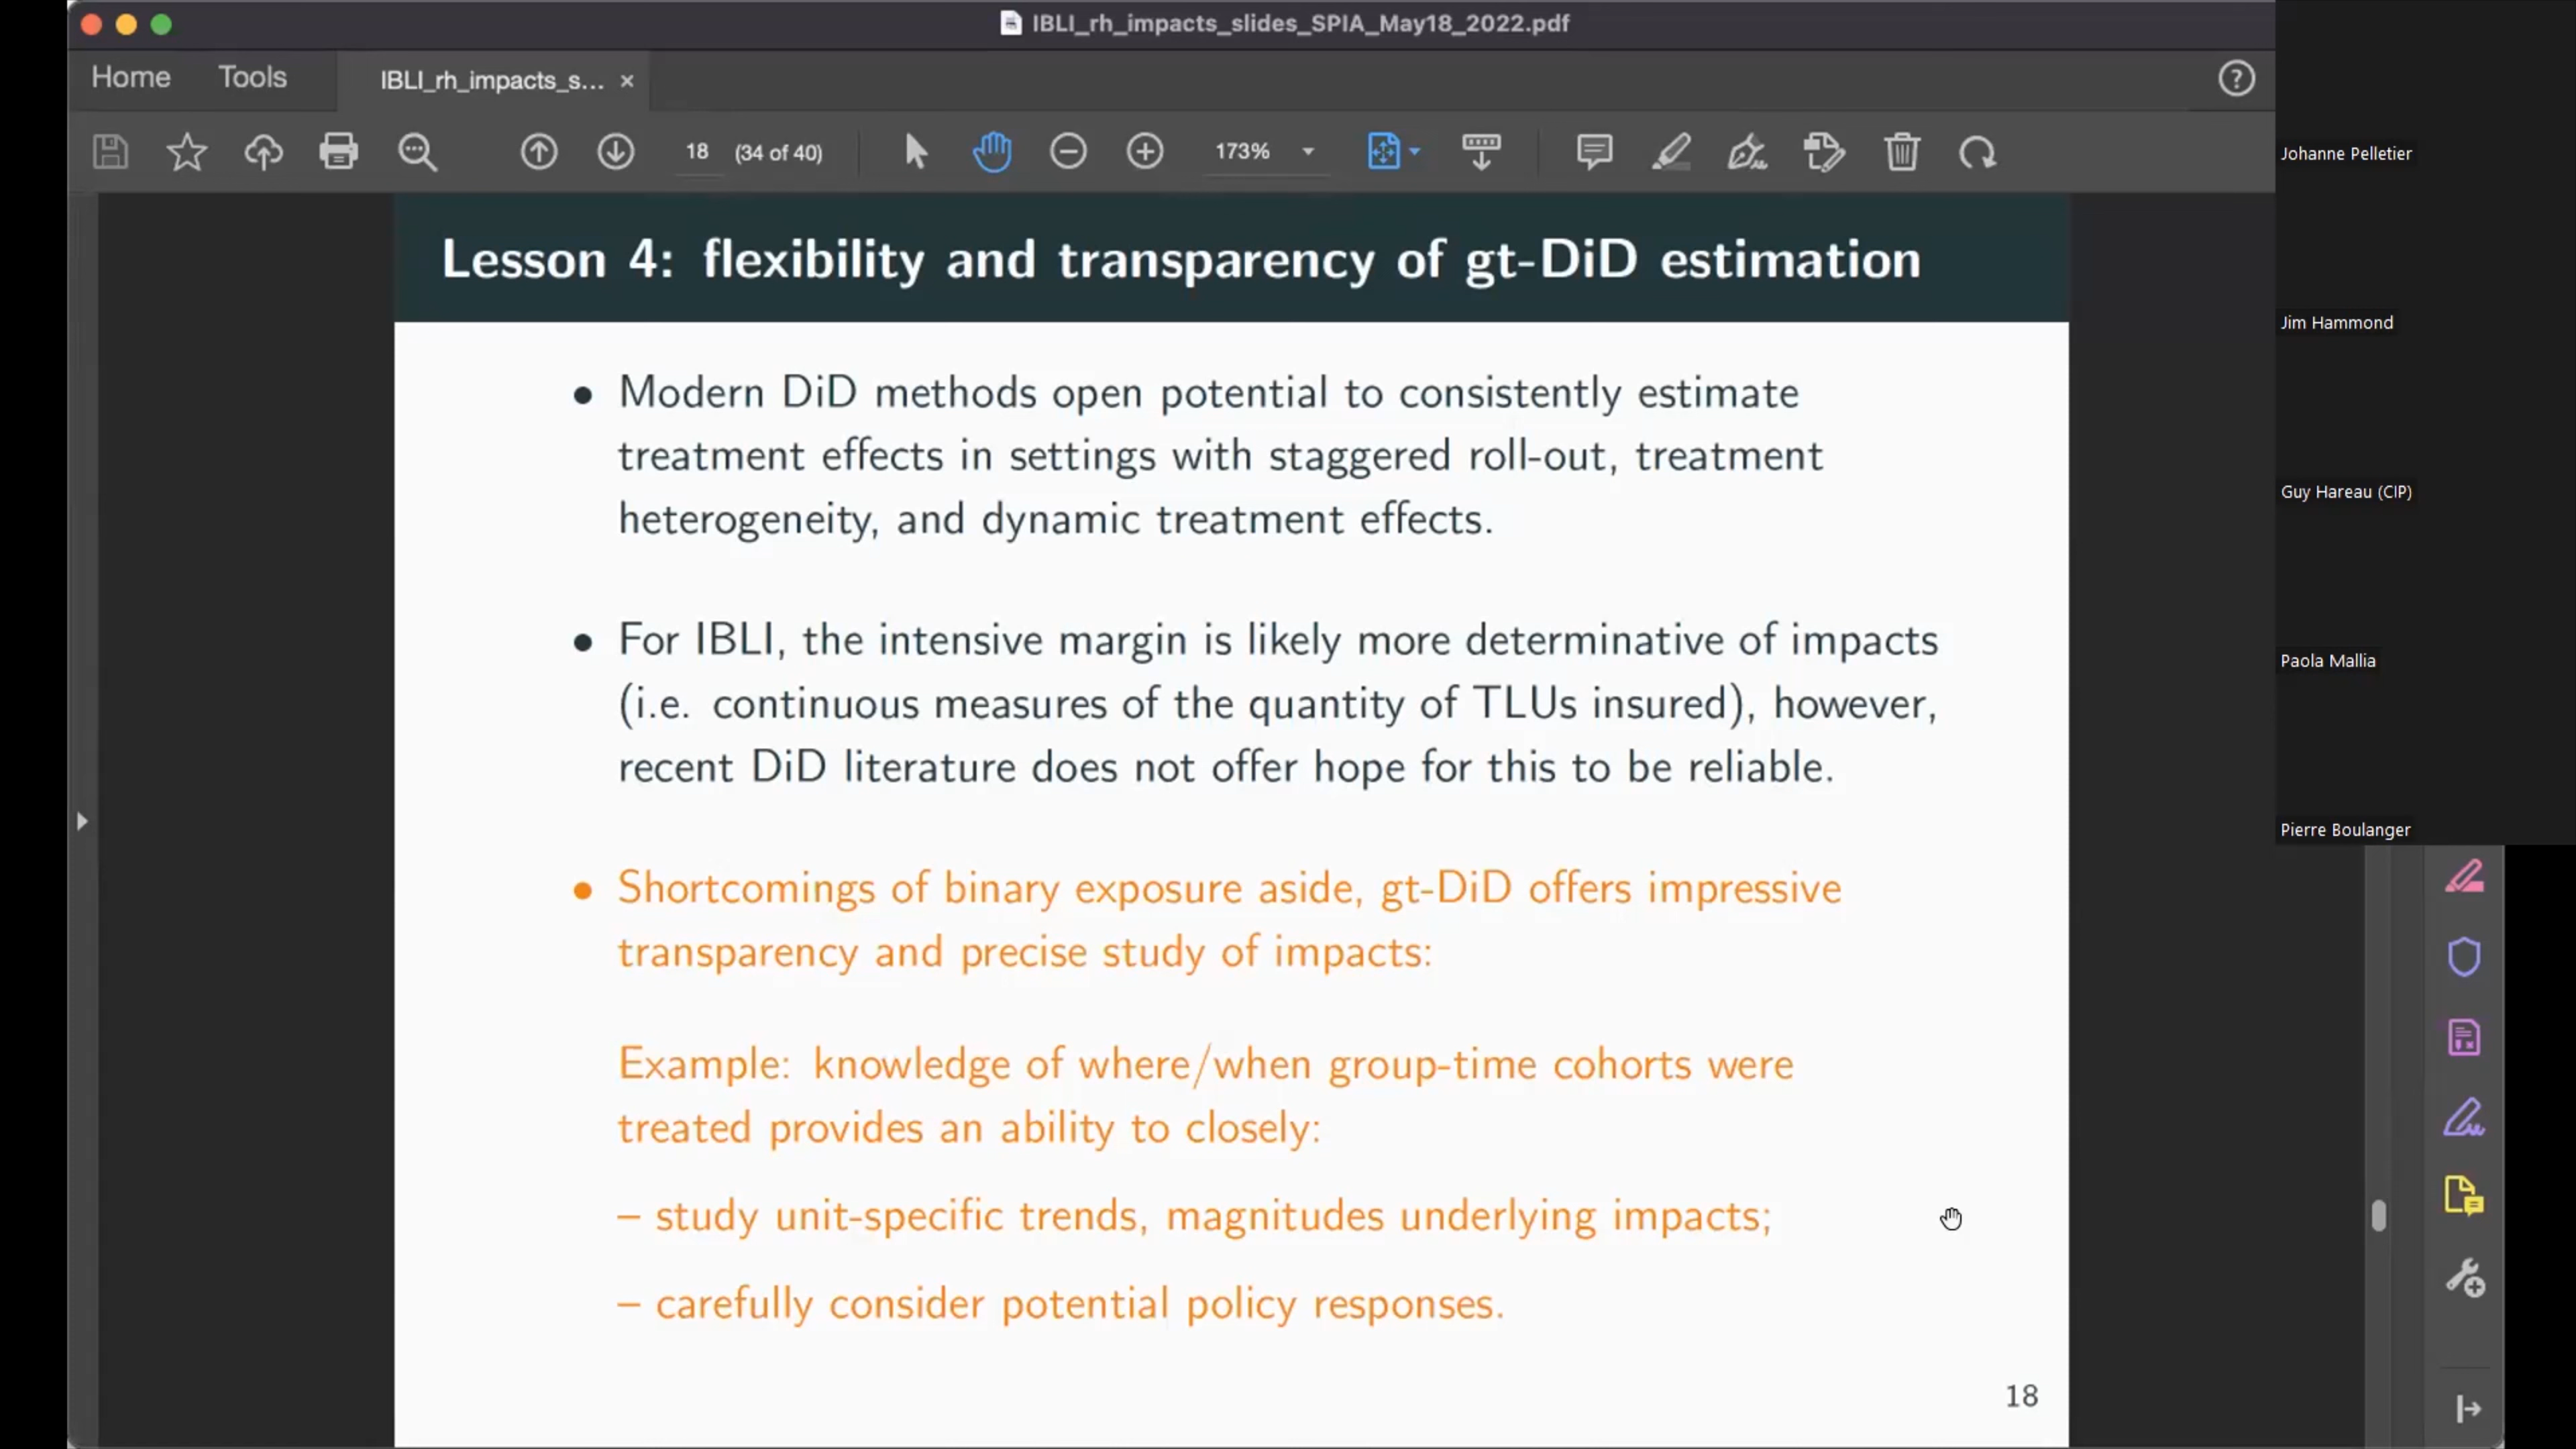 IBLI_rh_impacts_slides_SPIA_May18_2022.pdf
Home Tools IBLI_rh_impacts_s... ×
18 (34 of 40) 173%
Lesson 4: flexibility and transparency of gt-DiD estimation
• Modern DiD methods open potential to consistently estimate
treatment effects in settings with staggered roll-out, treatment
heterogeneity, and dynamic treatment effects.
• For IBLI, the intensive margin is likely more determinative of impacts
(i.e. continuous measures of the quantity of TLUs insured), however,
recent DiD literature does not offer hope for this to be reliable.
• Shortcomings of binary exposure aside, gt-DiD offers impressive
transparency and precise study of impacts:
Example: knowledge of where/when group-time cohorts were
treated provides an ability to closely:
– study unit-specific trends, magnitudes underlying impacts;
– carefully consider potential policy responses.
18
Johanne Pelletier
Jim Hammond
Guy Hareau (CIP)
Paola Mallia
Pierre Boulanger